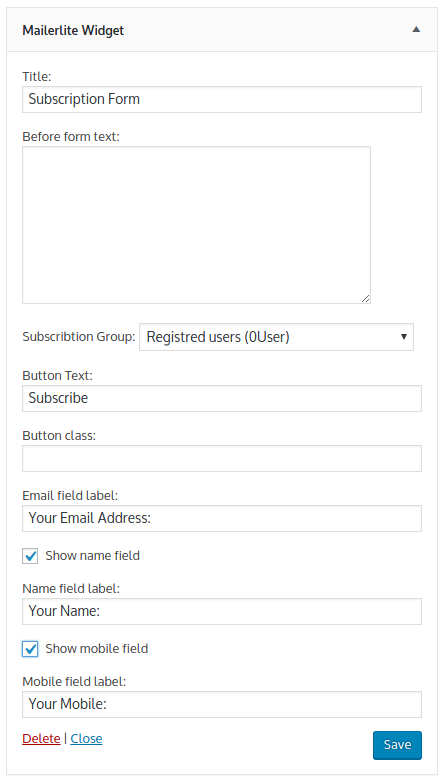 Mailerlite Widget
Title:
Subscription Form
Before form text:
Subscribtion Group: Registred users (0User)
Button Text:
Subscribe
Button class:
Email field label:
Your Email Address:
Show name field
Name field label:
Your Name:
Show mobile field
Mobile field label:
Your Mobile:
Delete | Close Save